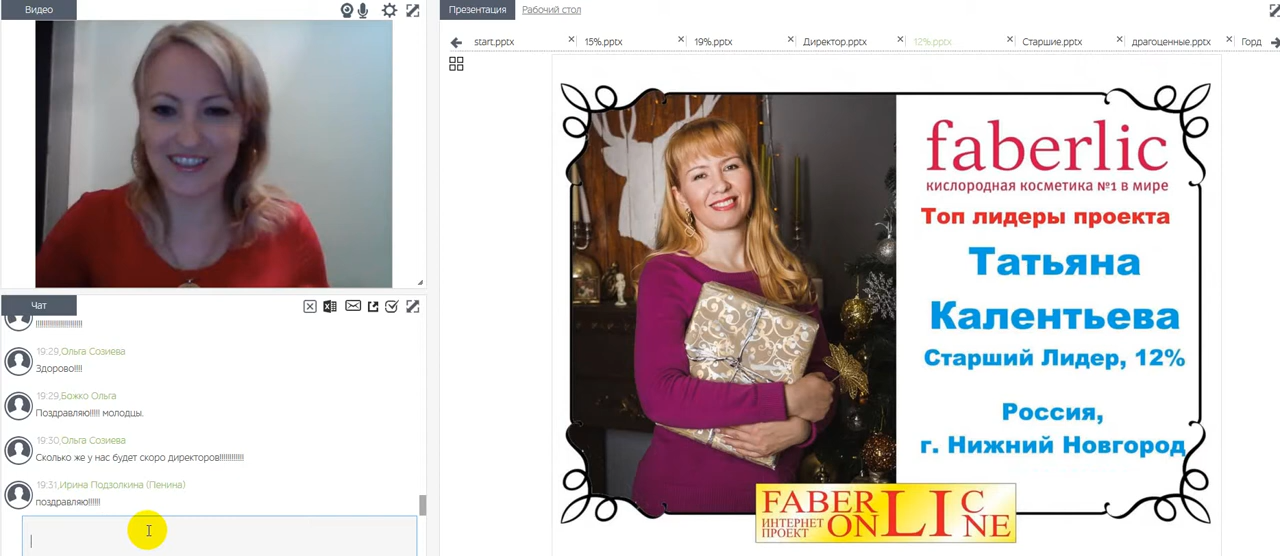 Видео
Презентация
Рабочий стол
start.pptx
15%.pptx
19%.pptx
Директор.pptx
12%.pptx
Старшие.pptx
драгоценные.pptx
Горд
faberlic
кислородная косметика №1 в мире
Топ лидеры проекта
Татьяна
Калентьева
Старший Лидер, 12%
Россия,
г. Нижний Новгород
FABER LI C
ИНТЕРНЕТ ПРОЕКТ ONLINE
Чат
19:29,Ольга Созиева
Здорово!!!!
19:29,Божко Ольга
Поздравляю!!!!! молодцы.
19:30,Ольга Созиева
Сколько же у нас будет скоро директоров!!!!!!!!!!!!
19:31,Ирина Подзолкина (Пенина)
поздравляю!!!!!!